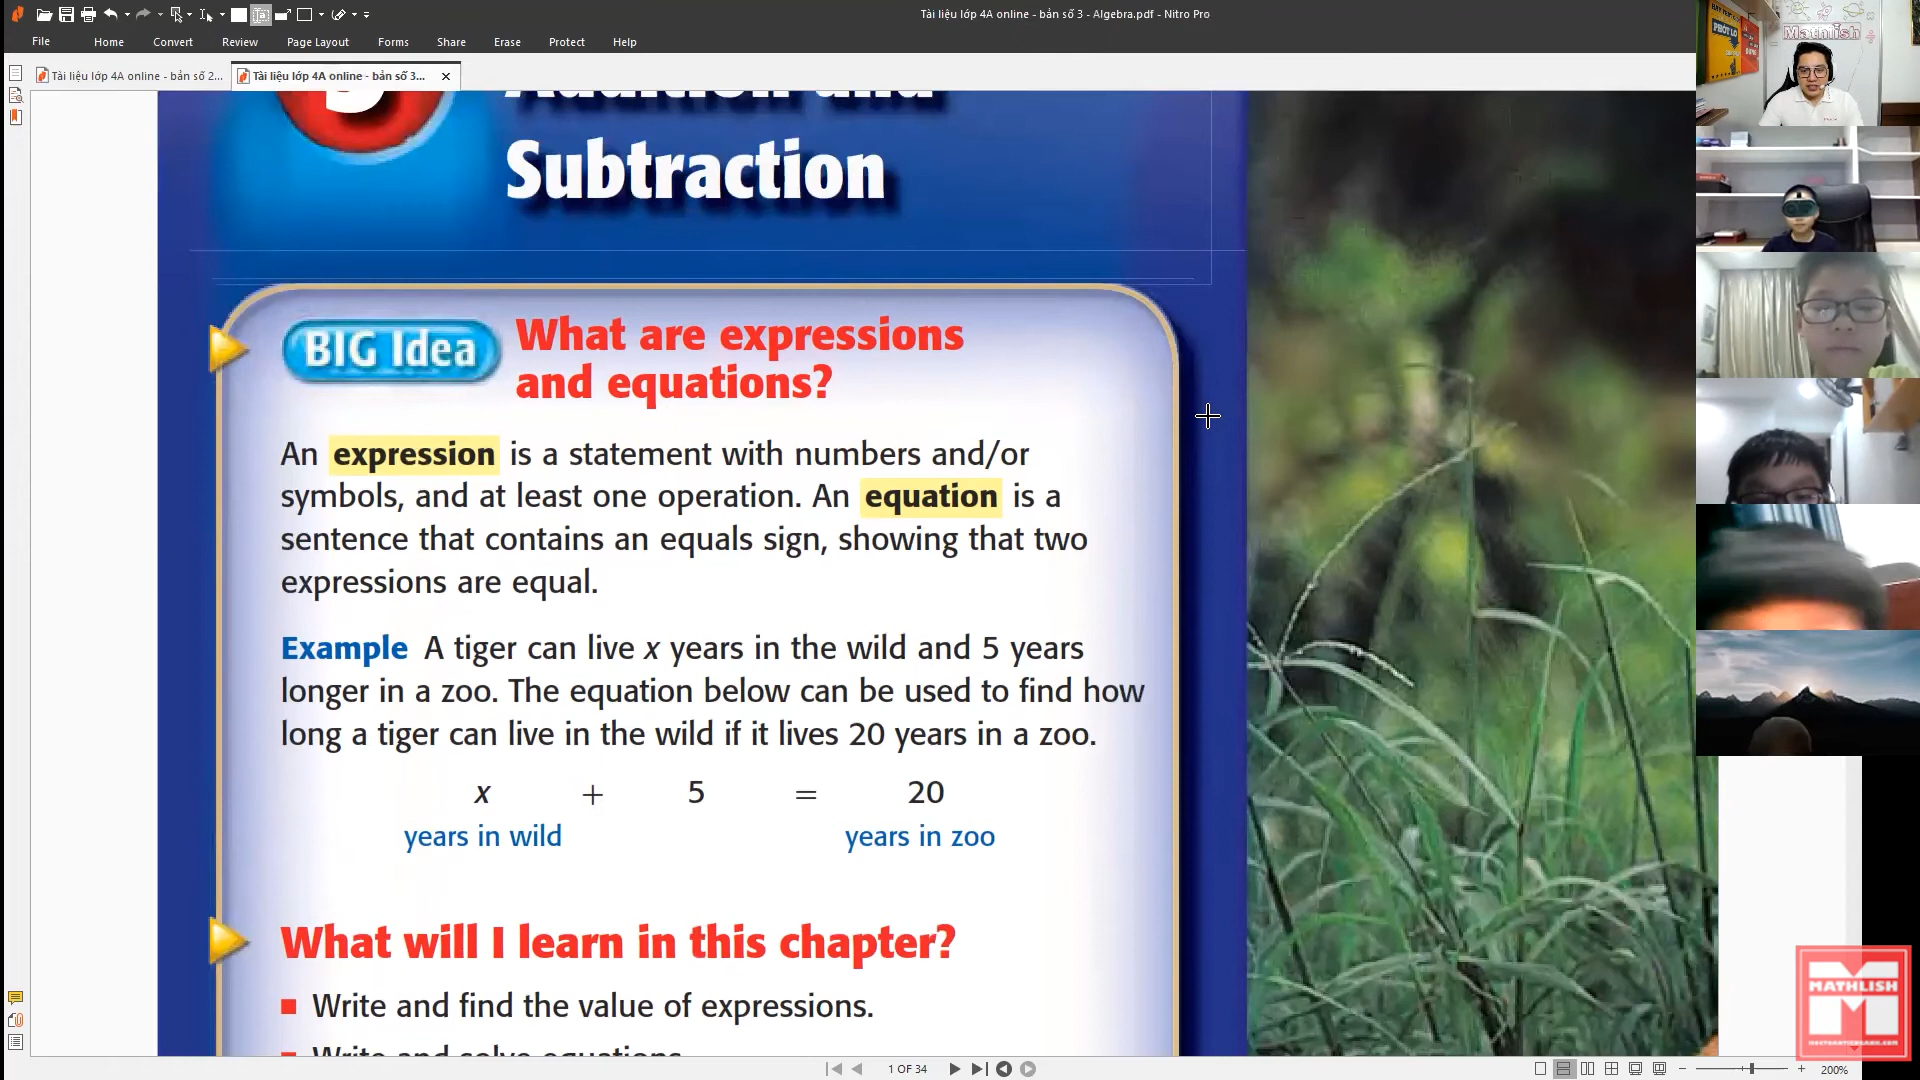 Tài liệu lớp 4A online - bản số 3 - Algebra.pdf - Nitro Pro
File Home Convert Review Page Layout Forms Share Erase Protect Help
Tài liệu lớp 4A online - bản số 2... Tài liệu lớp 4A online - bản số 3...
Addition and
Subtraction
BIG Idea What are expressions
and equations?
An expression is a statement with numbers and/or
symbols, and at least one operation. An equation is a
sentence that contains an equals sign, showing that two
expressions are equal.
Example A tiger can live x years in the wild and 5 years
longer in a zoo. The equation below can be used to find how
long a tiger can live in the wild if it lives 20 years in a zoo.
x + 5 = 20
years in wild years in zoo
What will I learn in this chapter?
Write and find the value of expressions.
Write and solve equations.
Mathlish
MATHLISH
1 OF 34
200%